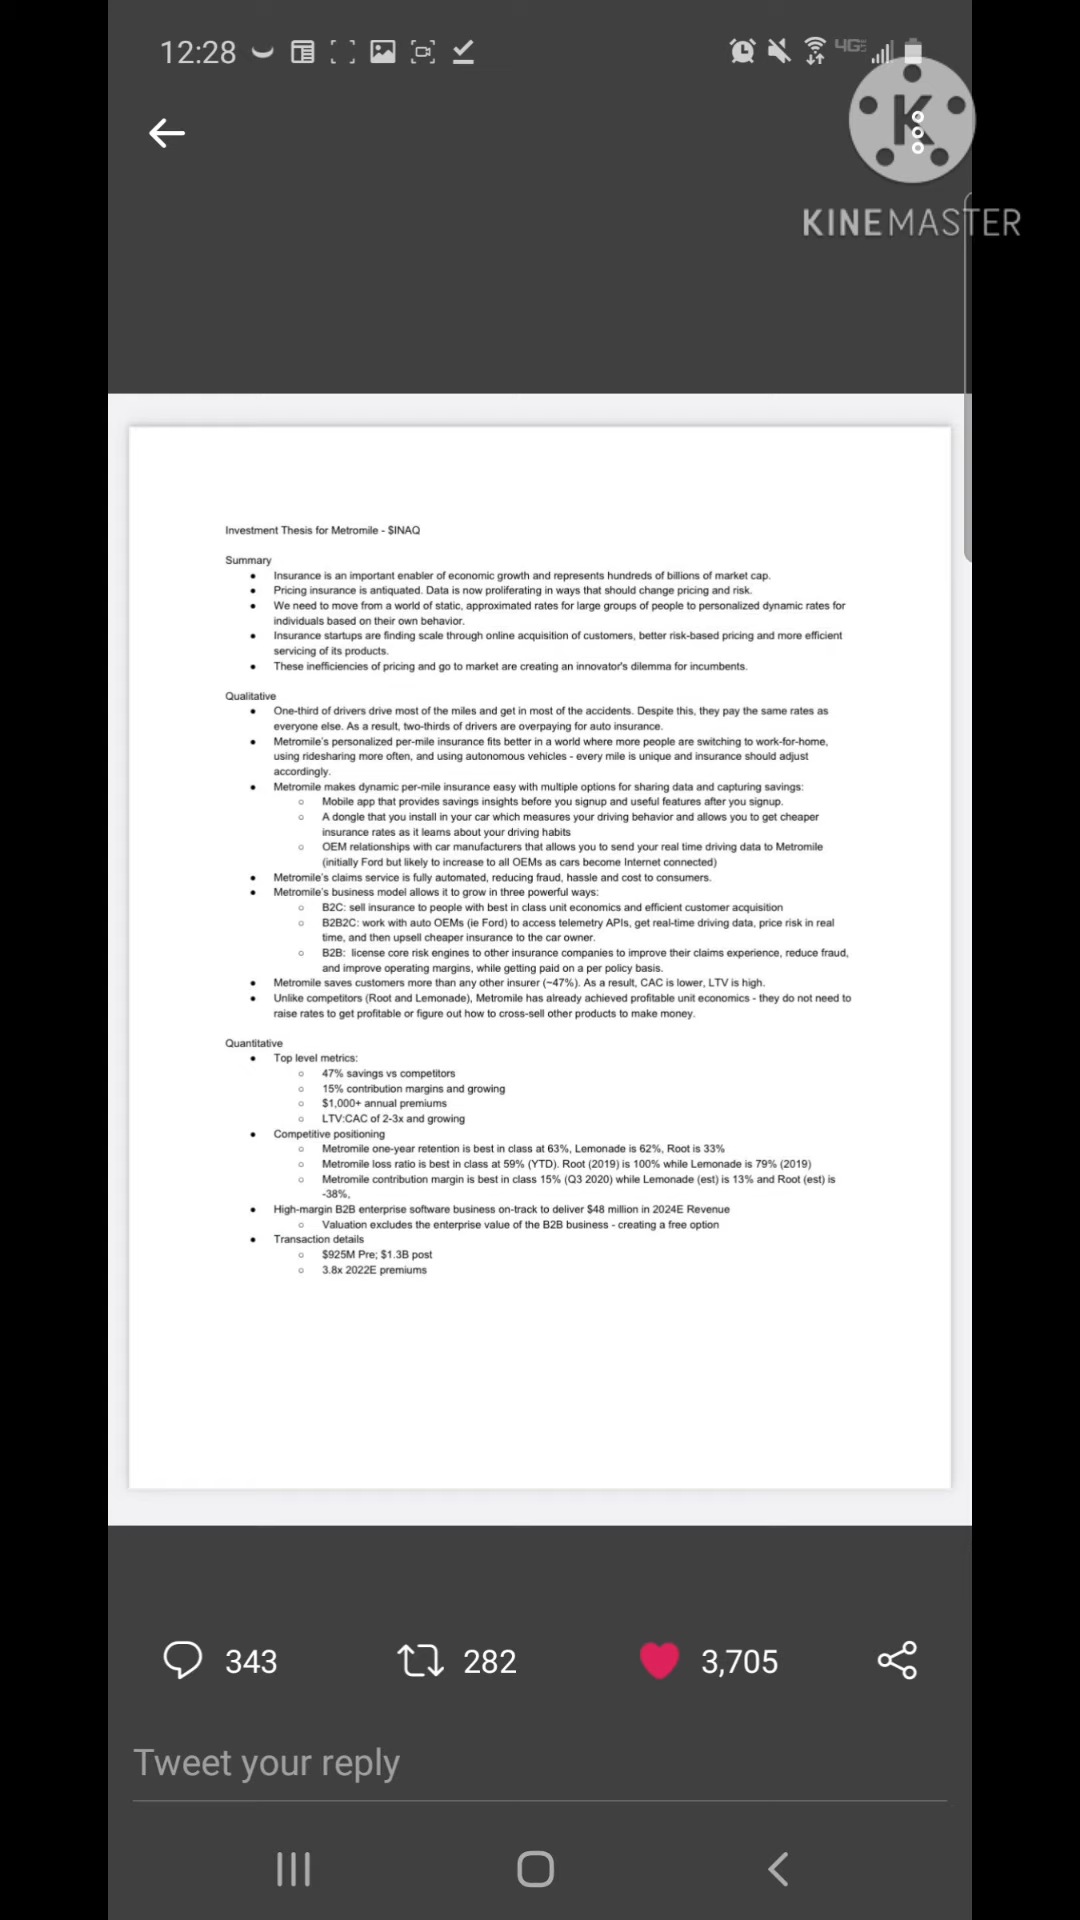 12:28
4GE
K
KINEMASTER
Investment Thesis for Metromile - $INAQ
Summary
• Insurance is an important enabler of economic growth and represents hundreds of billions of market cap.
• Pricing insurance is antiquated. Data is now proliferating in ways that should change pricing and risk.
• We need to move from a world of static, approximated rates for large groups of people to personalized dynamic rates for
individuals based on their own behavior.
• Insurance startups are finding scale through online acquisition of customers, better risk-based pricing and more efficient
servicing of its products.
• These inefficiencies of pricing and go to market are creating an innovator's dilemma for incumbents.
Qualitative
• One-third of drivers drive most of the miles and get in most of the accidents. Despite this, they pay the same rates as
everyone else. As a result, two-thirds of drivers are overpaying for auto insurance.
• Metromile's personalized per-mile insurance fits better in a world where more people are switching to work-for-home,
using ridesharing more often, and using autonomous vehicles - every mile is unique and insurance should adjust
accordingly.
• Metromile makes dynamic per-mile insurance easy with multiple options for sharing data and capturing savings:
○ Mobile app that provides savings insights before you signup and useful features after you signup.
○ A dongle that you install in your car which measures your driving behavior and allows you to get cheaper
insurance rates as it learns about your driving habits
○ OEM relationships with car manufacturers that allows you to send your real time driving data to Metromile
(initially Ford but likely to increase to all OEMs as cars become Internet connected)
• Metromile's claims service is fully automated, reducing fraud, hassle and cost to consumers.
• Metromile's business model allows it to grow in three powerful ways:
○ B2C: sell insurance to people with best in class unit economics and efficient customer acquisition
○ B2B2C: work with auto OEMs (ie Ford) to access telemetry APIs, get real-time driving data, price risk in real
time, and then upsell cheaper insurance to the car owner.
○ B2B: license core risk engines to other insurance companies to improve their claims experience, reduce fraud,
and improve operating margins, while getting paid on a per policy basis.
• Metromile saves customers more than any other insurer (~47%). As a result, CAC is lower, LTV is high.
• Unlike competitors (Root and Lemonade), Metromile has already achieved profitable unit economics - they do not need to
raise rates to get profitable or figure out how to cross-sell other products to make money.
Quantitative
• Top level metrics:
○ 47% savings vs competitors
○ 15% contribution margins and growing
○ $1,000+ annual premiums
○ LTV:CAC of 2-3x and growing
• Competitive positioning
○ Metromile one-year retention is best in class at 63%, Lemonade is 62%, Root is 33%
○ Metromile loss ratio is best in class at 59% (YTD). Root (2019) is 100% while Lemonade is 79% (2019)
○ Metromile contribution margin is best in class 15% (Q3 2020) while Lemonade (est) is 13% and Root (est) is
-38%,
• High-margin B2B enterprise software business on-track to deliver $48 million in 2024E Revenue
○ Valuation excludes the enterprise value of the B2B business - creating a free option
• Transaction details
○ $925M Pre; $1.3B post
○ 3.8x 2022E premiums
343 282 3,705
Tweet your reply